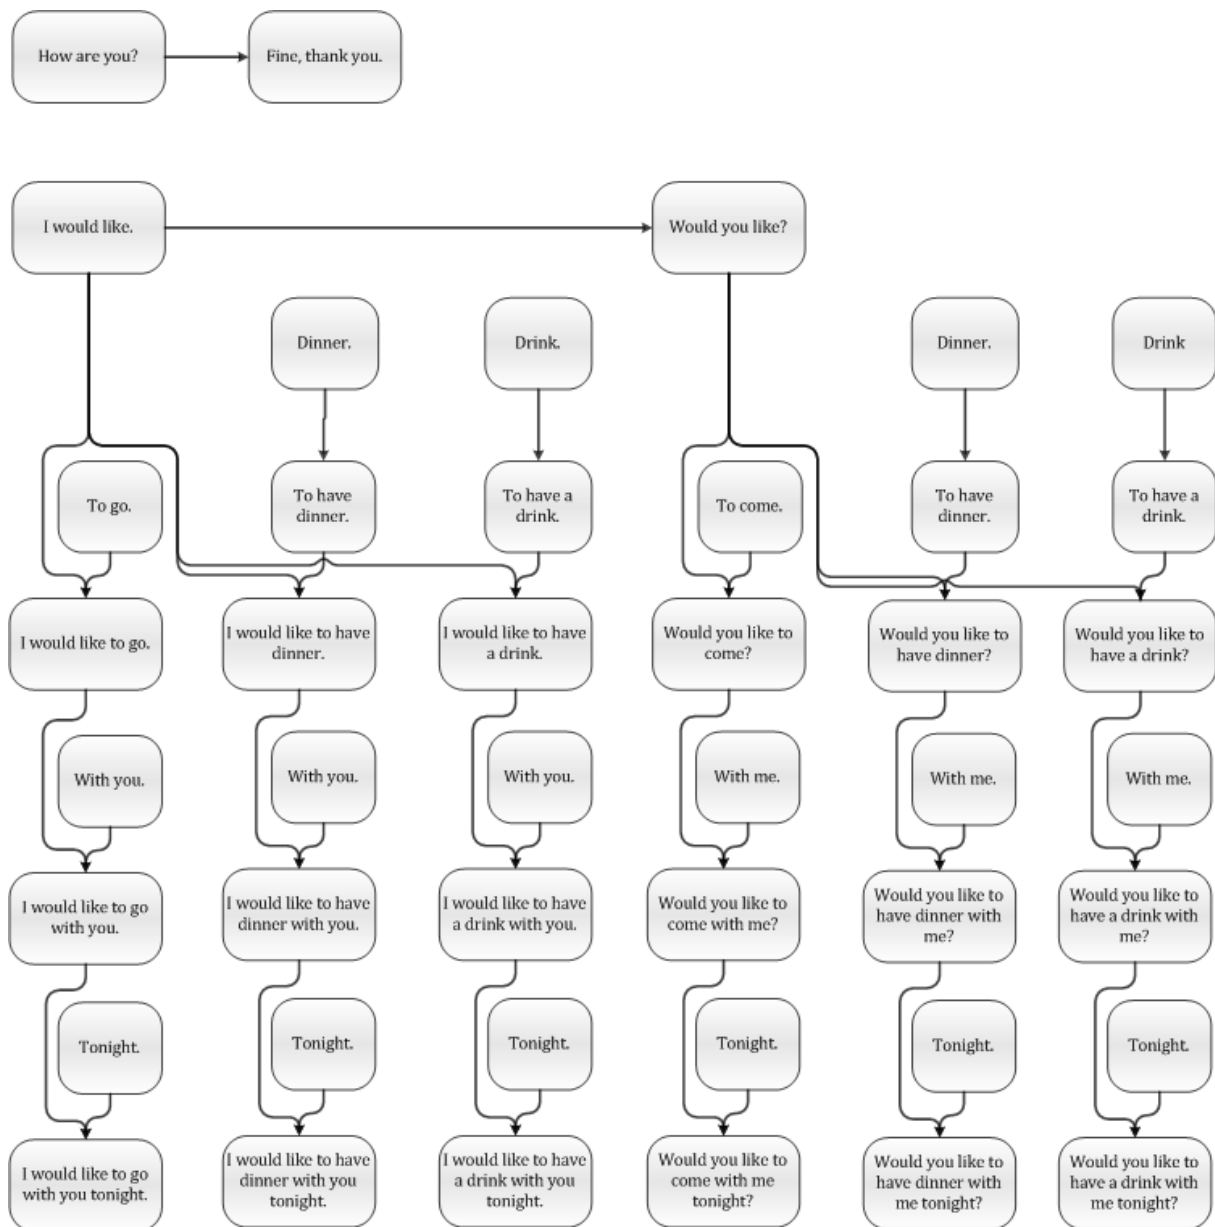 How are you?
Fine, thank you.
I would like.
Would you like?
Dinner.
Drink.
Dinner.
Drink
To go.
To have
dinner.
To have a
drink.
To come.
To have
dinner.
To have a
drink.
I would like to go.
I would like to have
dinner.
I would like to have
a drink.
Would you like to
come?
Would you like to
have dinner?
Would you like to
have a drink?
With you.
With you.
With you.
With me.
With me.
With me.
I would like to go
with you.
I would like to have
dinner with you.
I would like to have
a drink with you.
Would you like to
come with me?
Would you like to
have dinner with
me?
Would you like to
have a drink with
me?
Tonight.
Tonight.
Tonight.
Tonight.
Tonight.
Tonight.
I would like to go
with you tonight.
I would like to have
dinner with you
tonight.
I would like to have
a drink with you
tonight.
Would you like to
come with me
tonight?
Would you like to
have dinner with
me tonight?
Would you like to
have a drink with
me tonight?